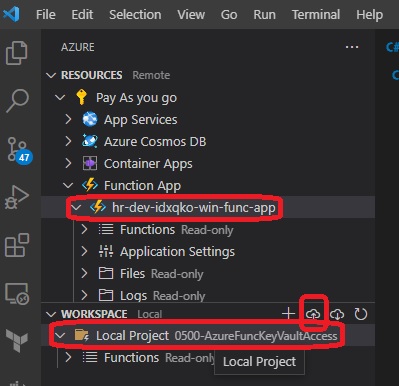 File Edit Selection View Go Run Terminal Help
AZURE
RESOURCES Remote
Pay As you go
App Services
Azure Cosmos DB
Container Apps
Function App
hr-dev-idxqko-win-func-app
Functions Read-only
Application Settings
Files Read-only
Logs Read-only
WORKSPACE Local
Local Project 0500-AzureFuncKeyVaultAccess
Functions Read-only
Local Project
47
C#